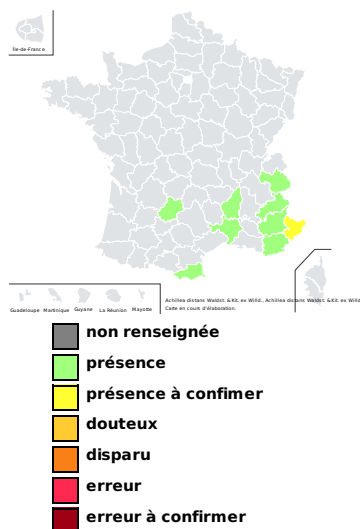 Île-de-France
Guadeloupe Martinique Guyane La Réunion Mayotte
Achillea distans Waldst. & Kit. ex Willd., Achillea distans Waldst. & Kit. ex Willd
Carte en cours d'élaboration.
non renseignée
présence
présence à confimer
douteux
disparu
erreur
erreur à confirmer